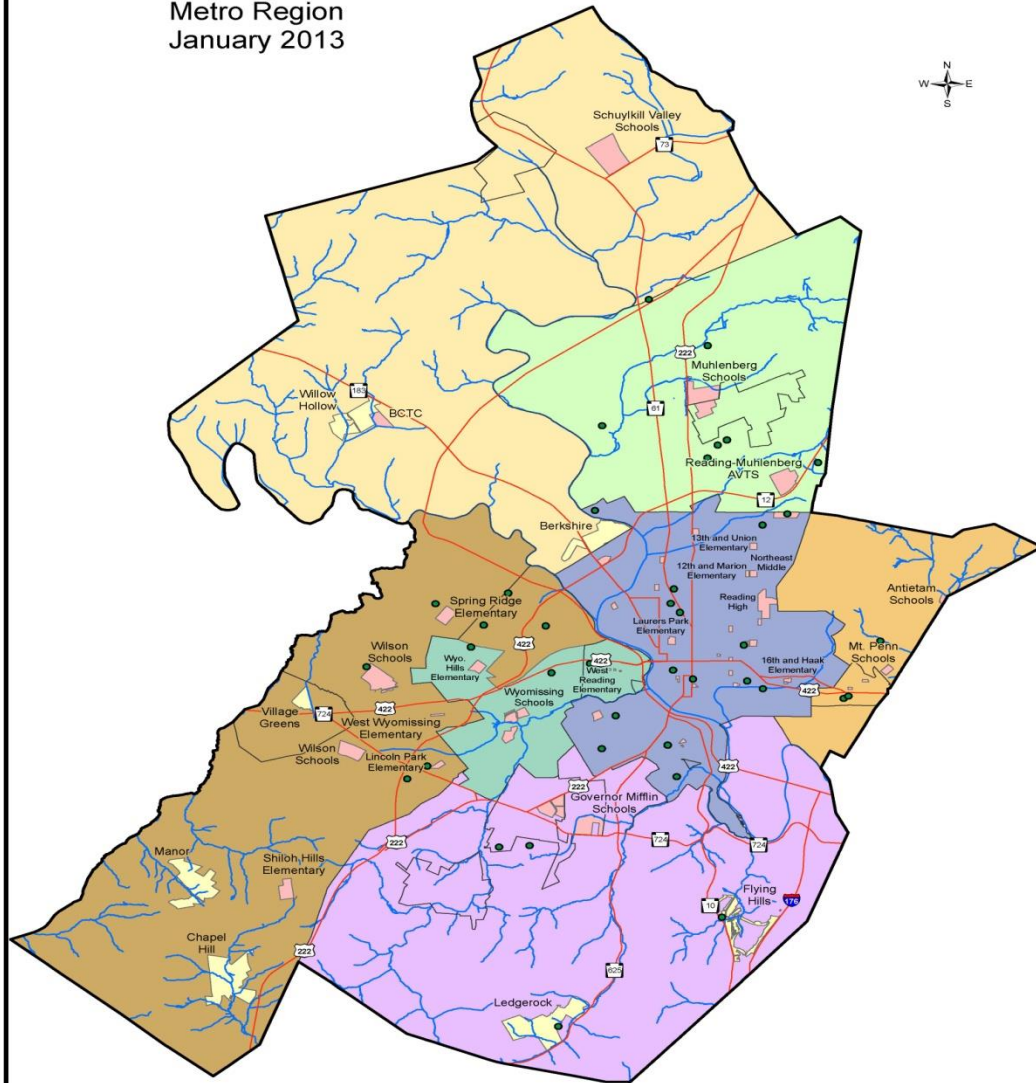 Metro Region
January 2013
N
W
E
S
Schuylkill Valley
Schools
73
222
Muhlenberg
Schools
183
Willow
Hollow
BCTC
61
Reading-Muhlenberg
AVTS
12
Berkshire
13th and Union
Elementary
Northeast
Middle
12th and Marion
Elementary
Antietam
Schools
Reading
High
Spring Ridge
Elementary
Laurers Park
Elementary
422
Mt. Penn
Schools
Wilson
Schools
Wyo.
Hills
Elementary
422
West
Reading
Elementary
16th and Haak
Elementary
422
Wyomissing
Schools
Village
Greens
724
422
West Wyomissing
Elementary
Wilson
Schools
Lincoln Park
Elementary
422
222
Governor Mifflin
Schools
222
724
724
Manor
Shiloh Hills
Elementary
Flying
Hills
10
176
Chapel
Hill
222
625
Ledgerock